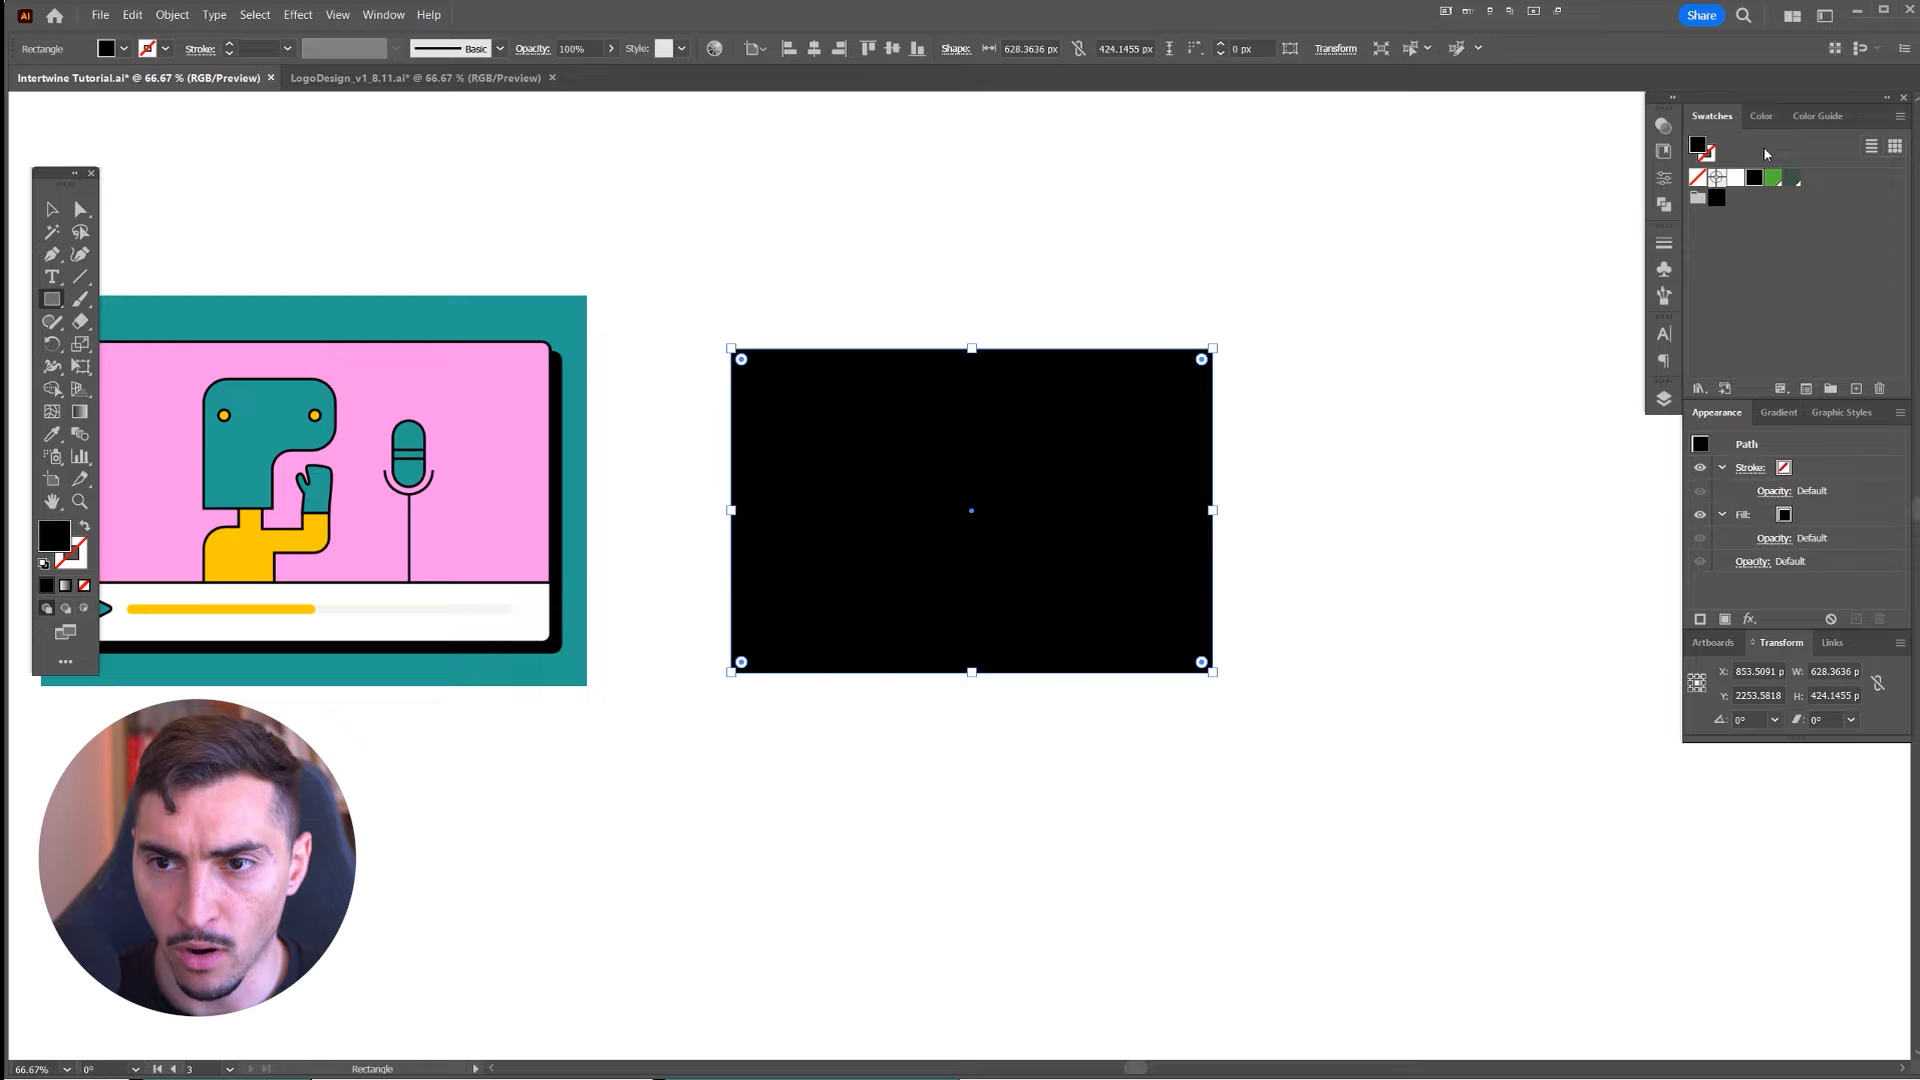 Ai File Edit Object Type Select Effect View Window Help Share
Rectangle Stroke: Basic Opacity: 100% Style: Shape: 628.3636 px 424.1455 px 0 px Transform
Intertwine Tutorial.ai* @ 66.67 % (RGB/Preview) × LogoDesign_v1_8.11.ai* @ 66.67 % (RGB/Preview) ×
Swatches Color Color Guide
Appearance Gradient Graphic Styles
Path
Stroke:
Opacity: Default
Fill:
Opacity: Default
Opacity: Default
fx.
Artboards Transform Links
X: 853.5091 p W: 628.3636 p
Y: 2253.5818 H: 424.1455 p
0° 0°
66.67% 0° 3 Rectangle